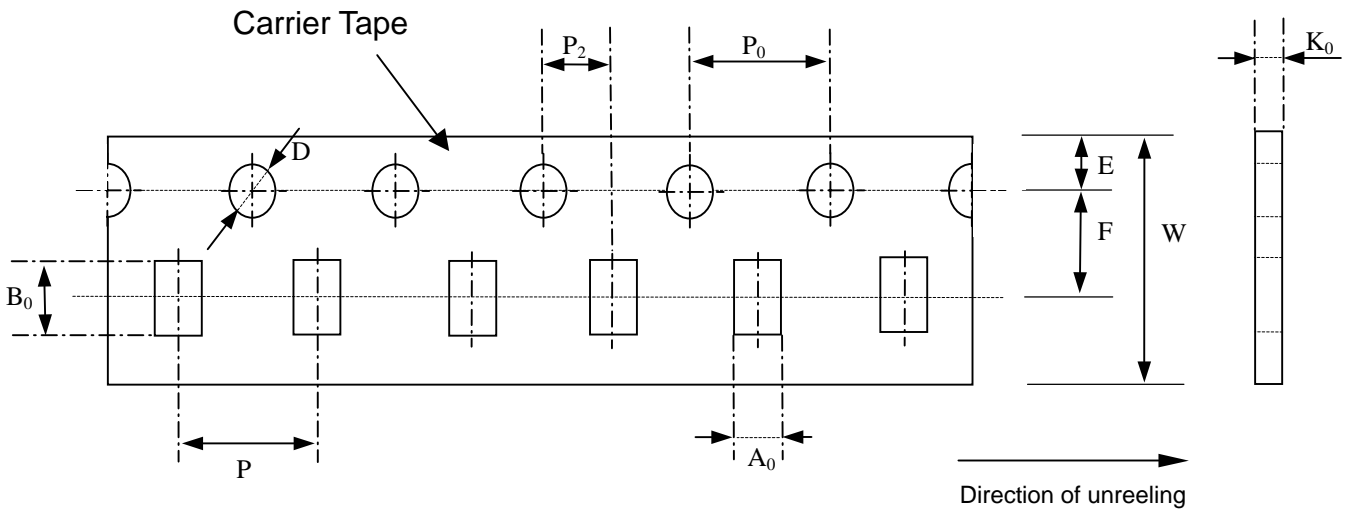 Carrier Tape
P₂
P₀
K₀
D
E
F
W
B₀
P
A₀
Direction of unreeling